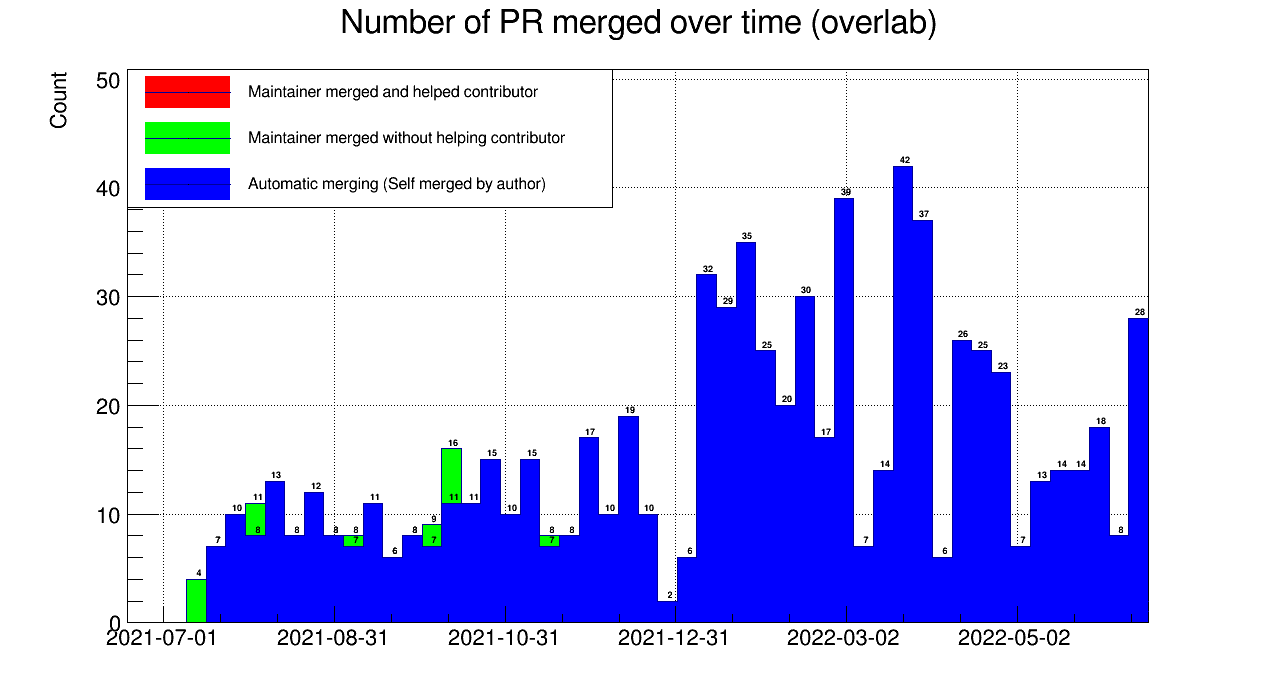 Number of PR merged over time (overlab)
Count
50
40
30
20
10
0
Maintainer merged and helped contributor
Maintainer merged without helping contributor
Automatic merging (Self merged by author)
4 7 10 11 8 13 8 12 8 8 7 11 6 8 9 7 16 11 11 15 10 15 8 7 8 17 10 19 10 2 6 32 29 35 25 20 30 17 39 7 14 42 37 6 26 25 23 7 13 14 14 18 8 28
2021-07-01 2021-08-31 2021-10-31 2021-12-31 2022-03-02 2022-05-02